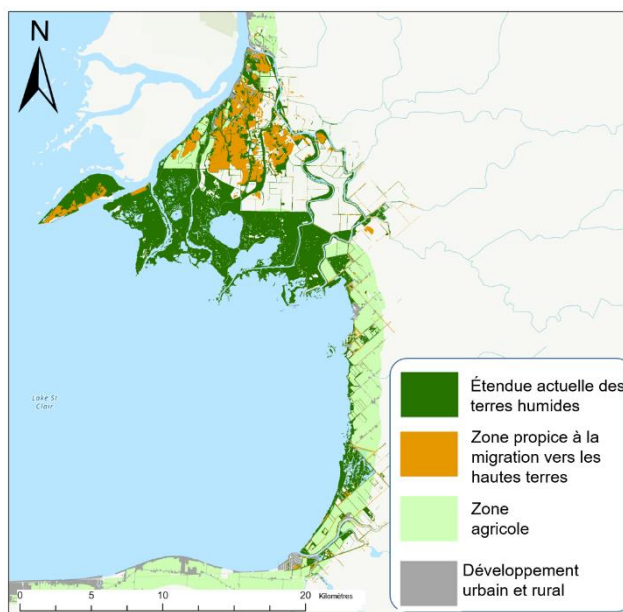 N
Lake St
Clair
Étendue actuelle des
terres humides
Zone propice à la
migration vers les
hautes terres
Zone
agricole
Développement
urbain et rural
0 5 10 20 Kilomètres